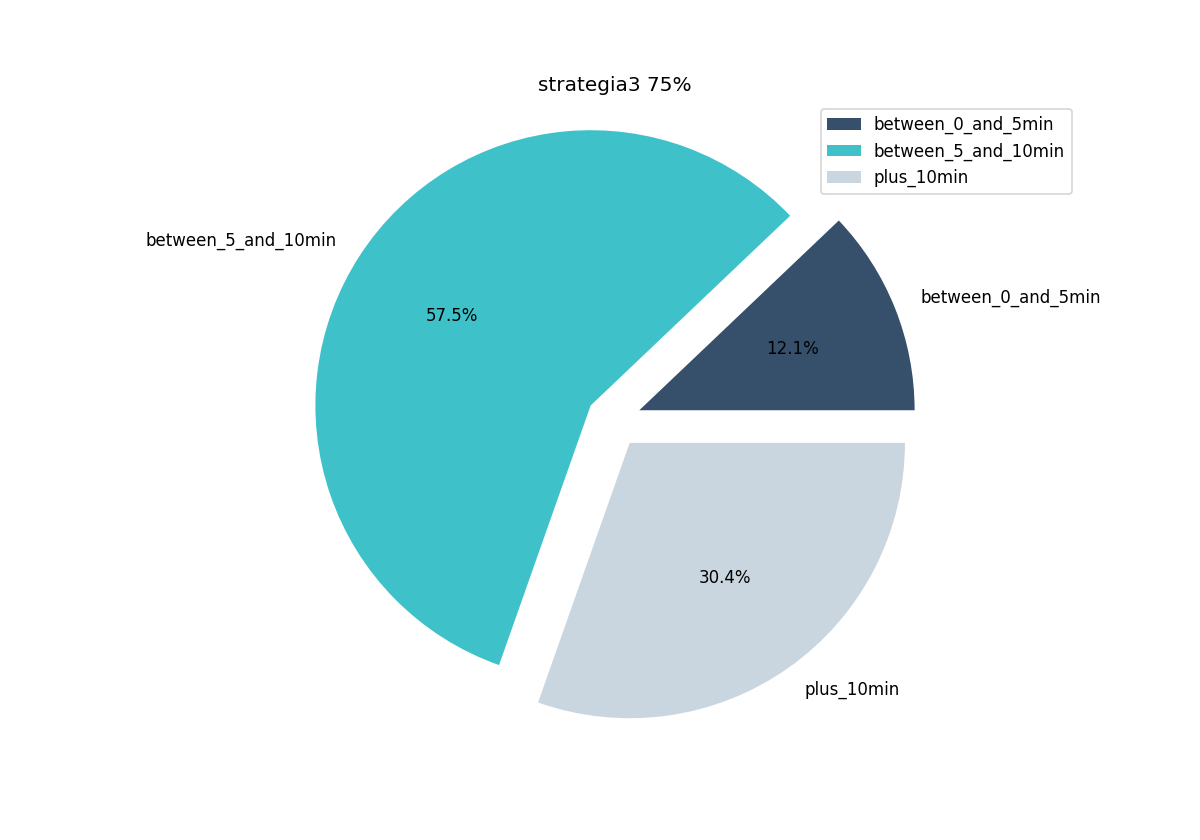 strategia3 75%
between_0_and_5min
between_5_and_10min
plus_10min
between_5_and_10min
between_0_and_5min
57.5%
12.1%
30.4%
plus_10min